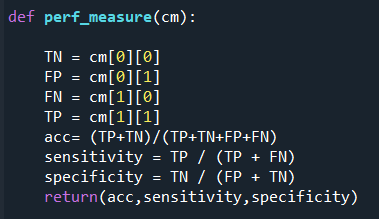 def perf_measure(cm):
TN = cm[0][0]
FP = cm[0][1]
FN = cm[1][0]
TP = cm[1][1]
acc= (TP+TN)/(TP+TN+FP+FN)
sensitivity = TP / (TP + FN)
specificity = TN / (FP + TN)
return(acc,sensitivity,specificity)